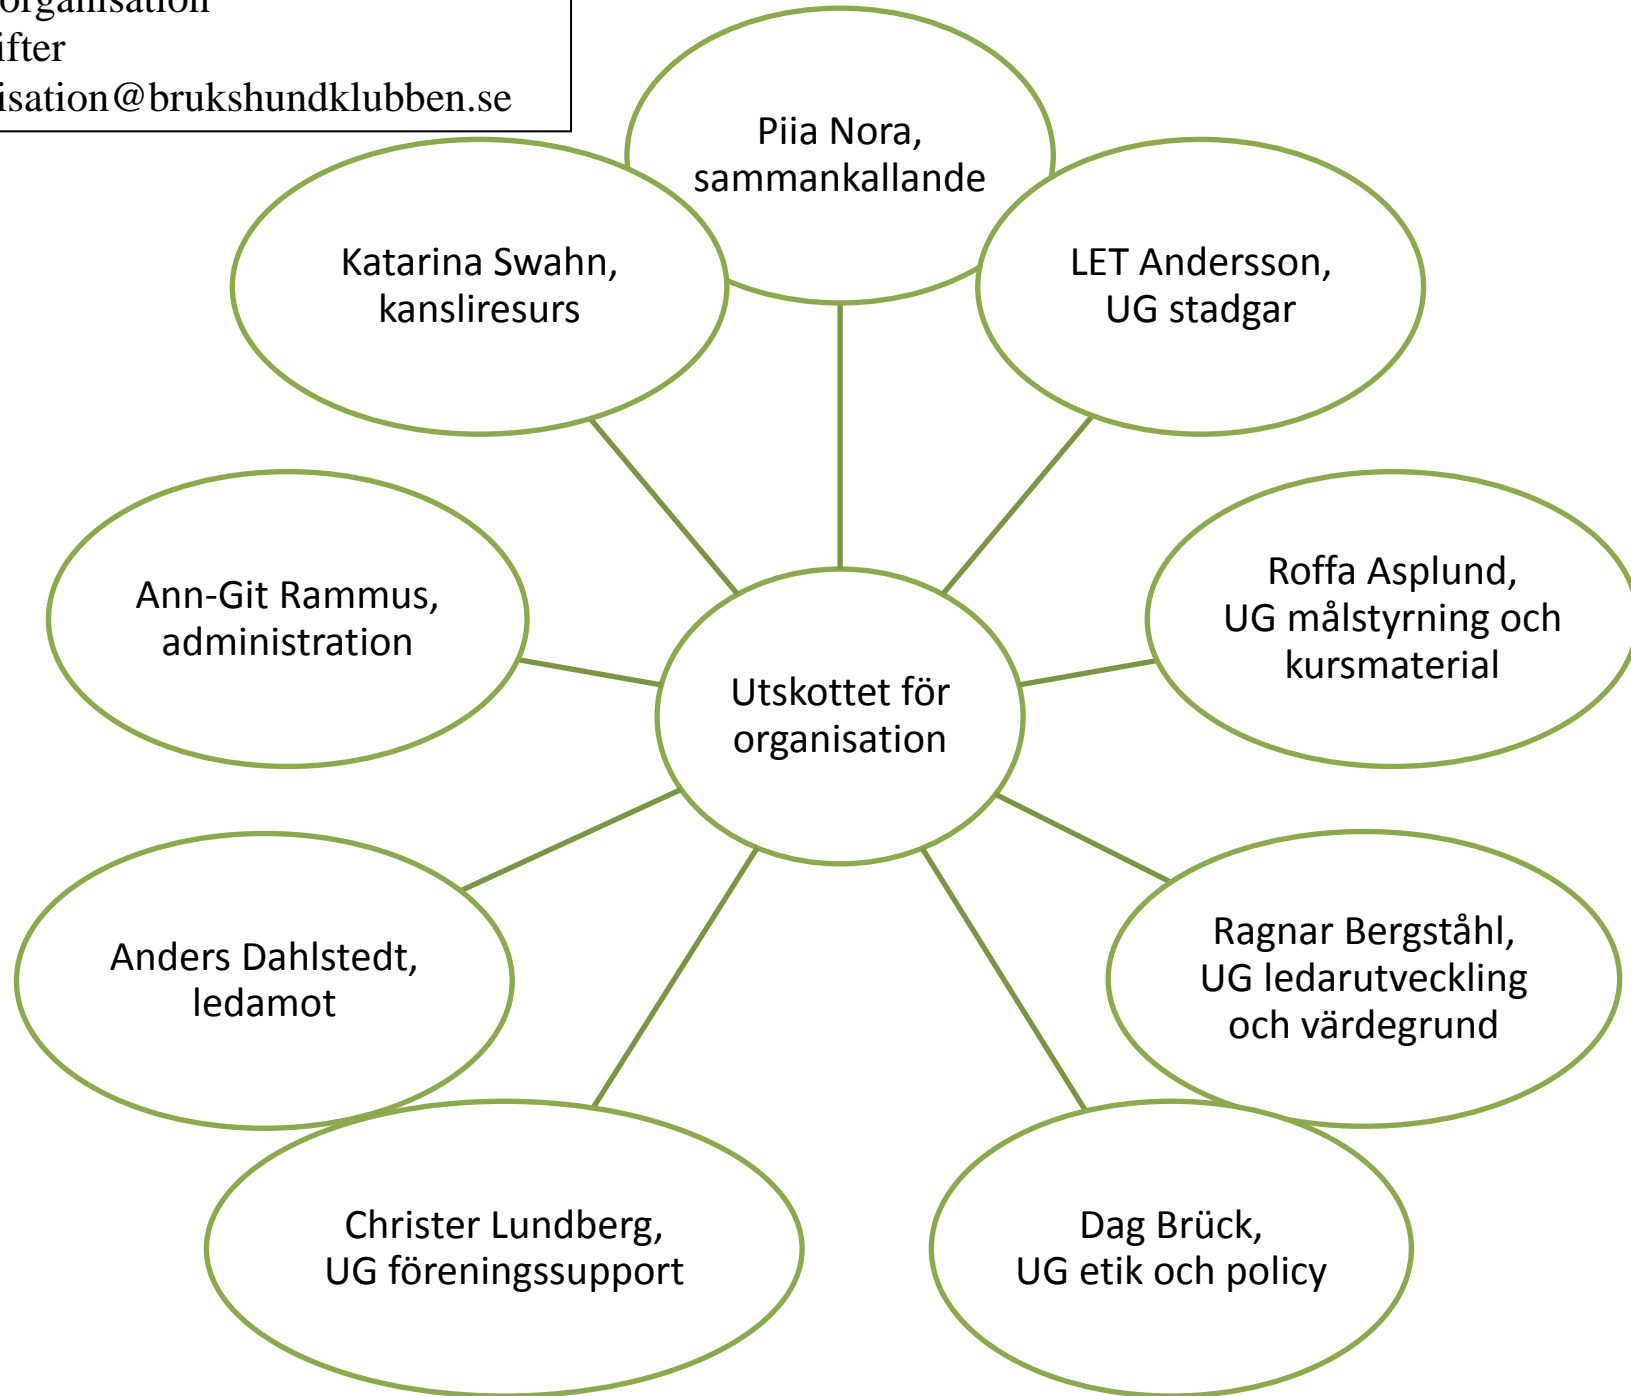 organisation
ifter
isation@brukshundklubben.se
Piia Nora,
sammankallande
Katarina Swahn,
kansliresurs
LET Andersson,
UG stadgar
Ann-Git Rammus,
administration
Roffa Asplund,
UG målstyrning och
kursmaterial
Utskottet för
organisation
Anders Dahlstedt,
ledamot
Ragnar Bergståhl,
UG ledarutveckling
och värdegrund
Christer Lundberg,
UG föreningssupport
Dag Brück,
UG etik och policy